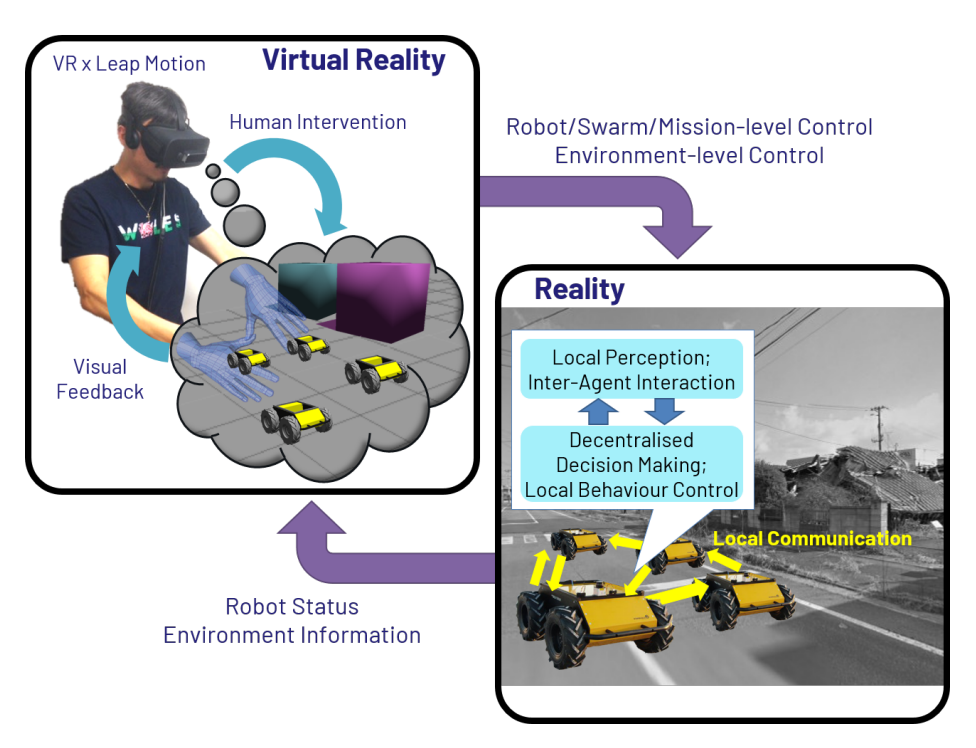 VR x Leap Motion
Virtual Reality
Human Intervention
Visual
Feedback
Robot/Swarm/Mission-level Control
Environment-level Control
Reality
Local Perception;
Inter-Agent Interaction
Decentralised
Decision Making;
Local Behaviour Control
Local Communication
Robot Status
Environment Information